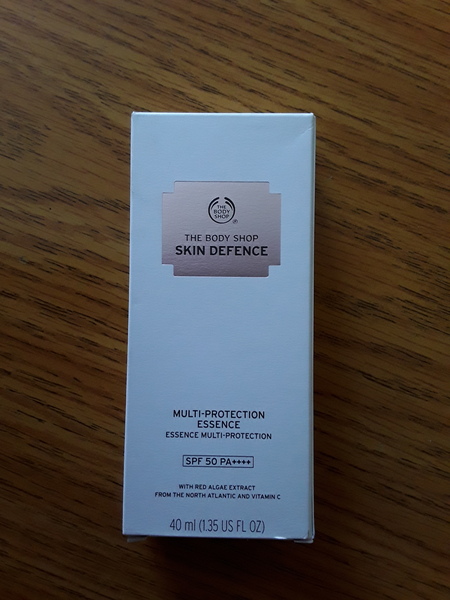 THE
BODY
SHOP
®
THE BODY SHOP
SKIN DEFENCE
MULTI-PROTECTION
ESSENCE
ESSENCE MULTI-PROTECTION
SPF 50 PA++++
WITH RED ALGAE EXTRACT
FROM THE NORTH ATLANTIC AND VITAMIN C
40 ml (1.35 US FL OZ)